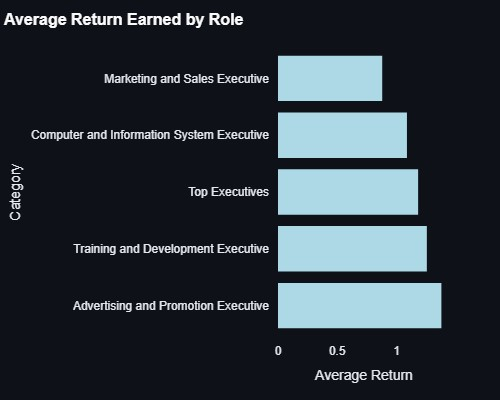 Average Return Earned by Role
Marketing and Sales Executive
Computer and Information System Executive
Top Executives
Training and Development Executive
Advertising and Promotion Executive
Category
0 0.5 1
Average Return